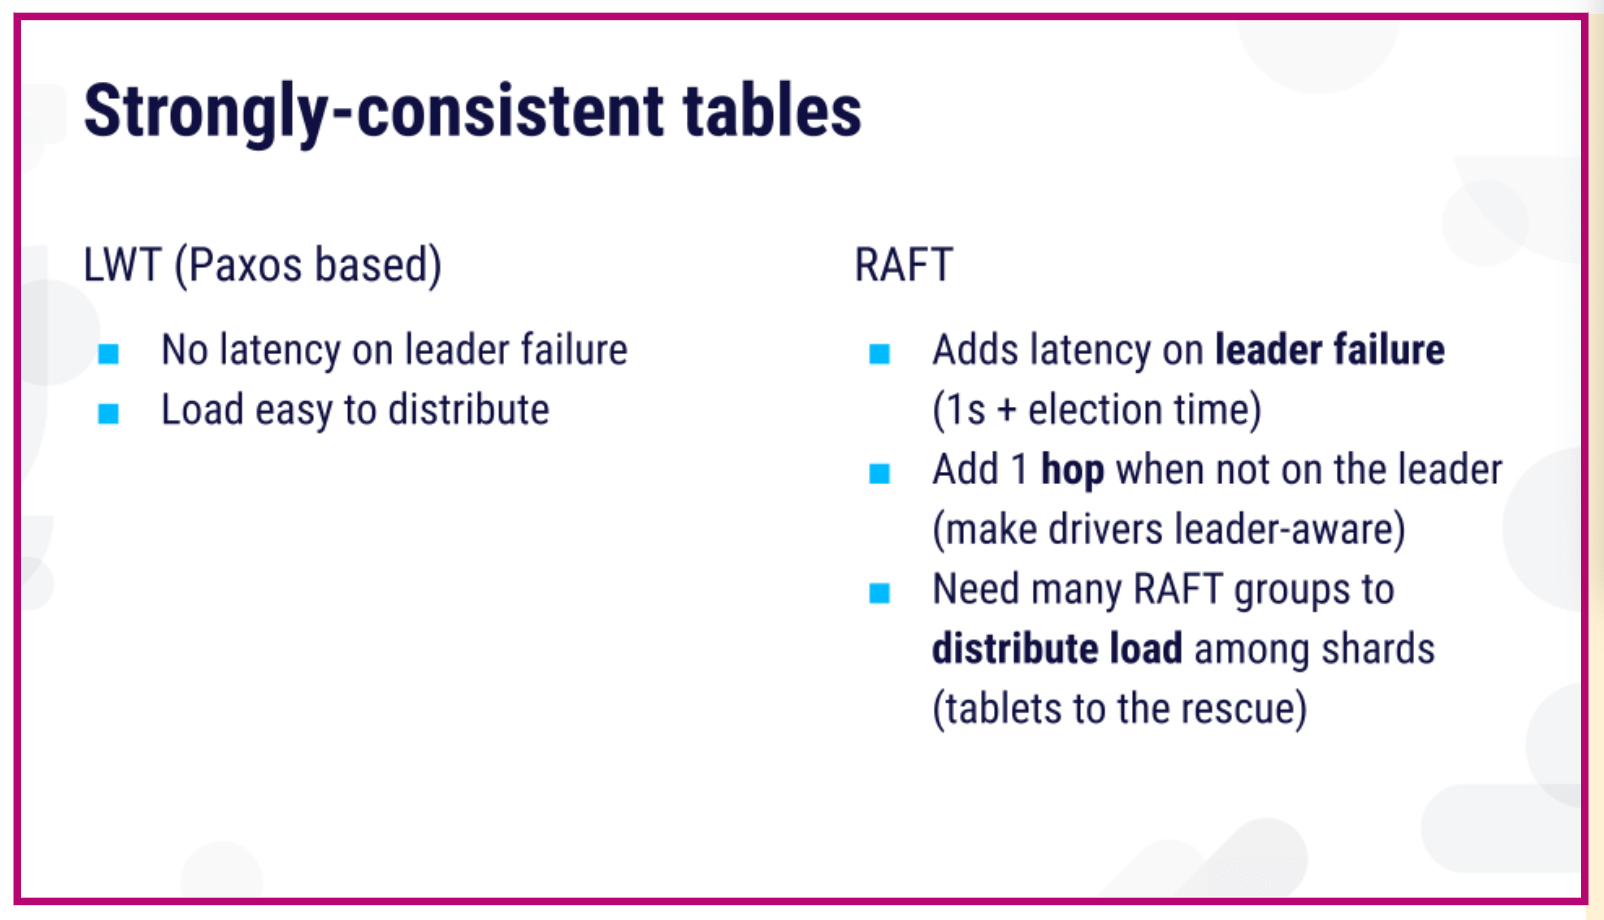 Strongly-consistent tables
LWT (Paxos based)
No latency on leader failure
Load easy to distribute
RAFT
Adds latency on leader failure
(1s + election time)
Add 1 hop when not on the leader
(make drivers leader-aware)
Need many RAFT groups to
distribute load among shards
(tablets to the rescue)